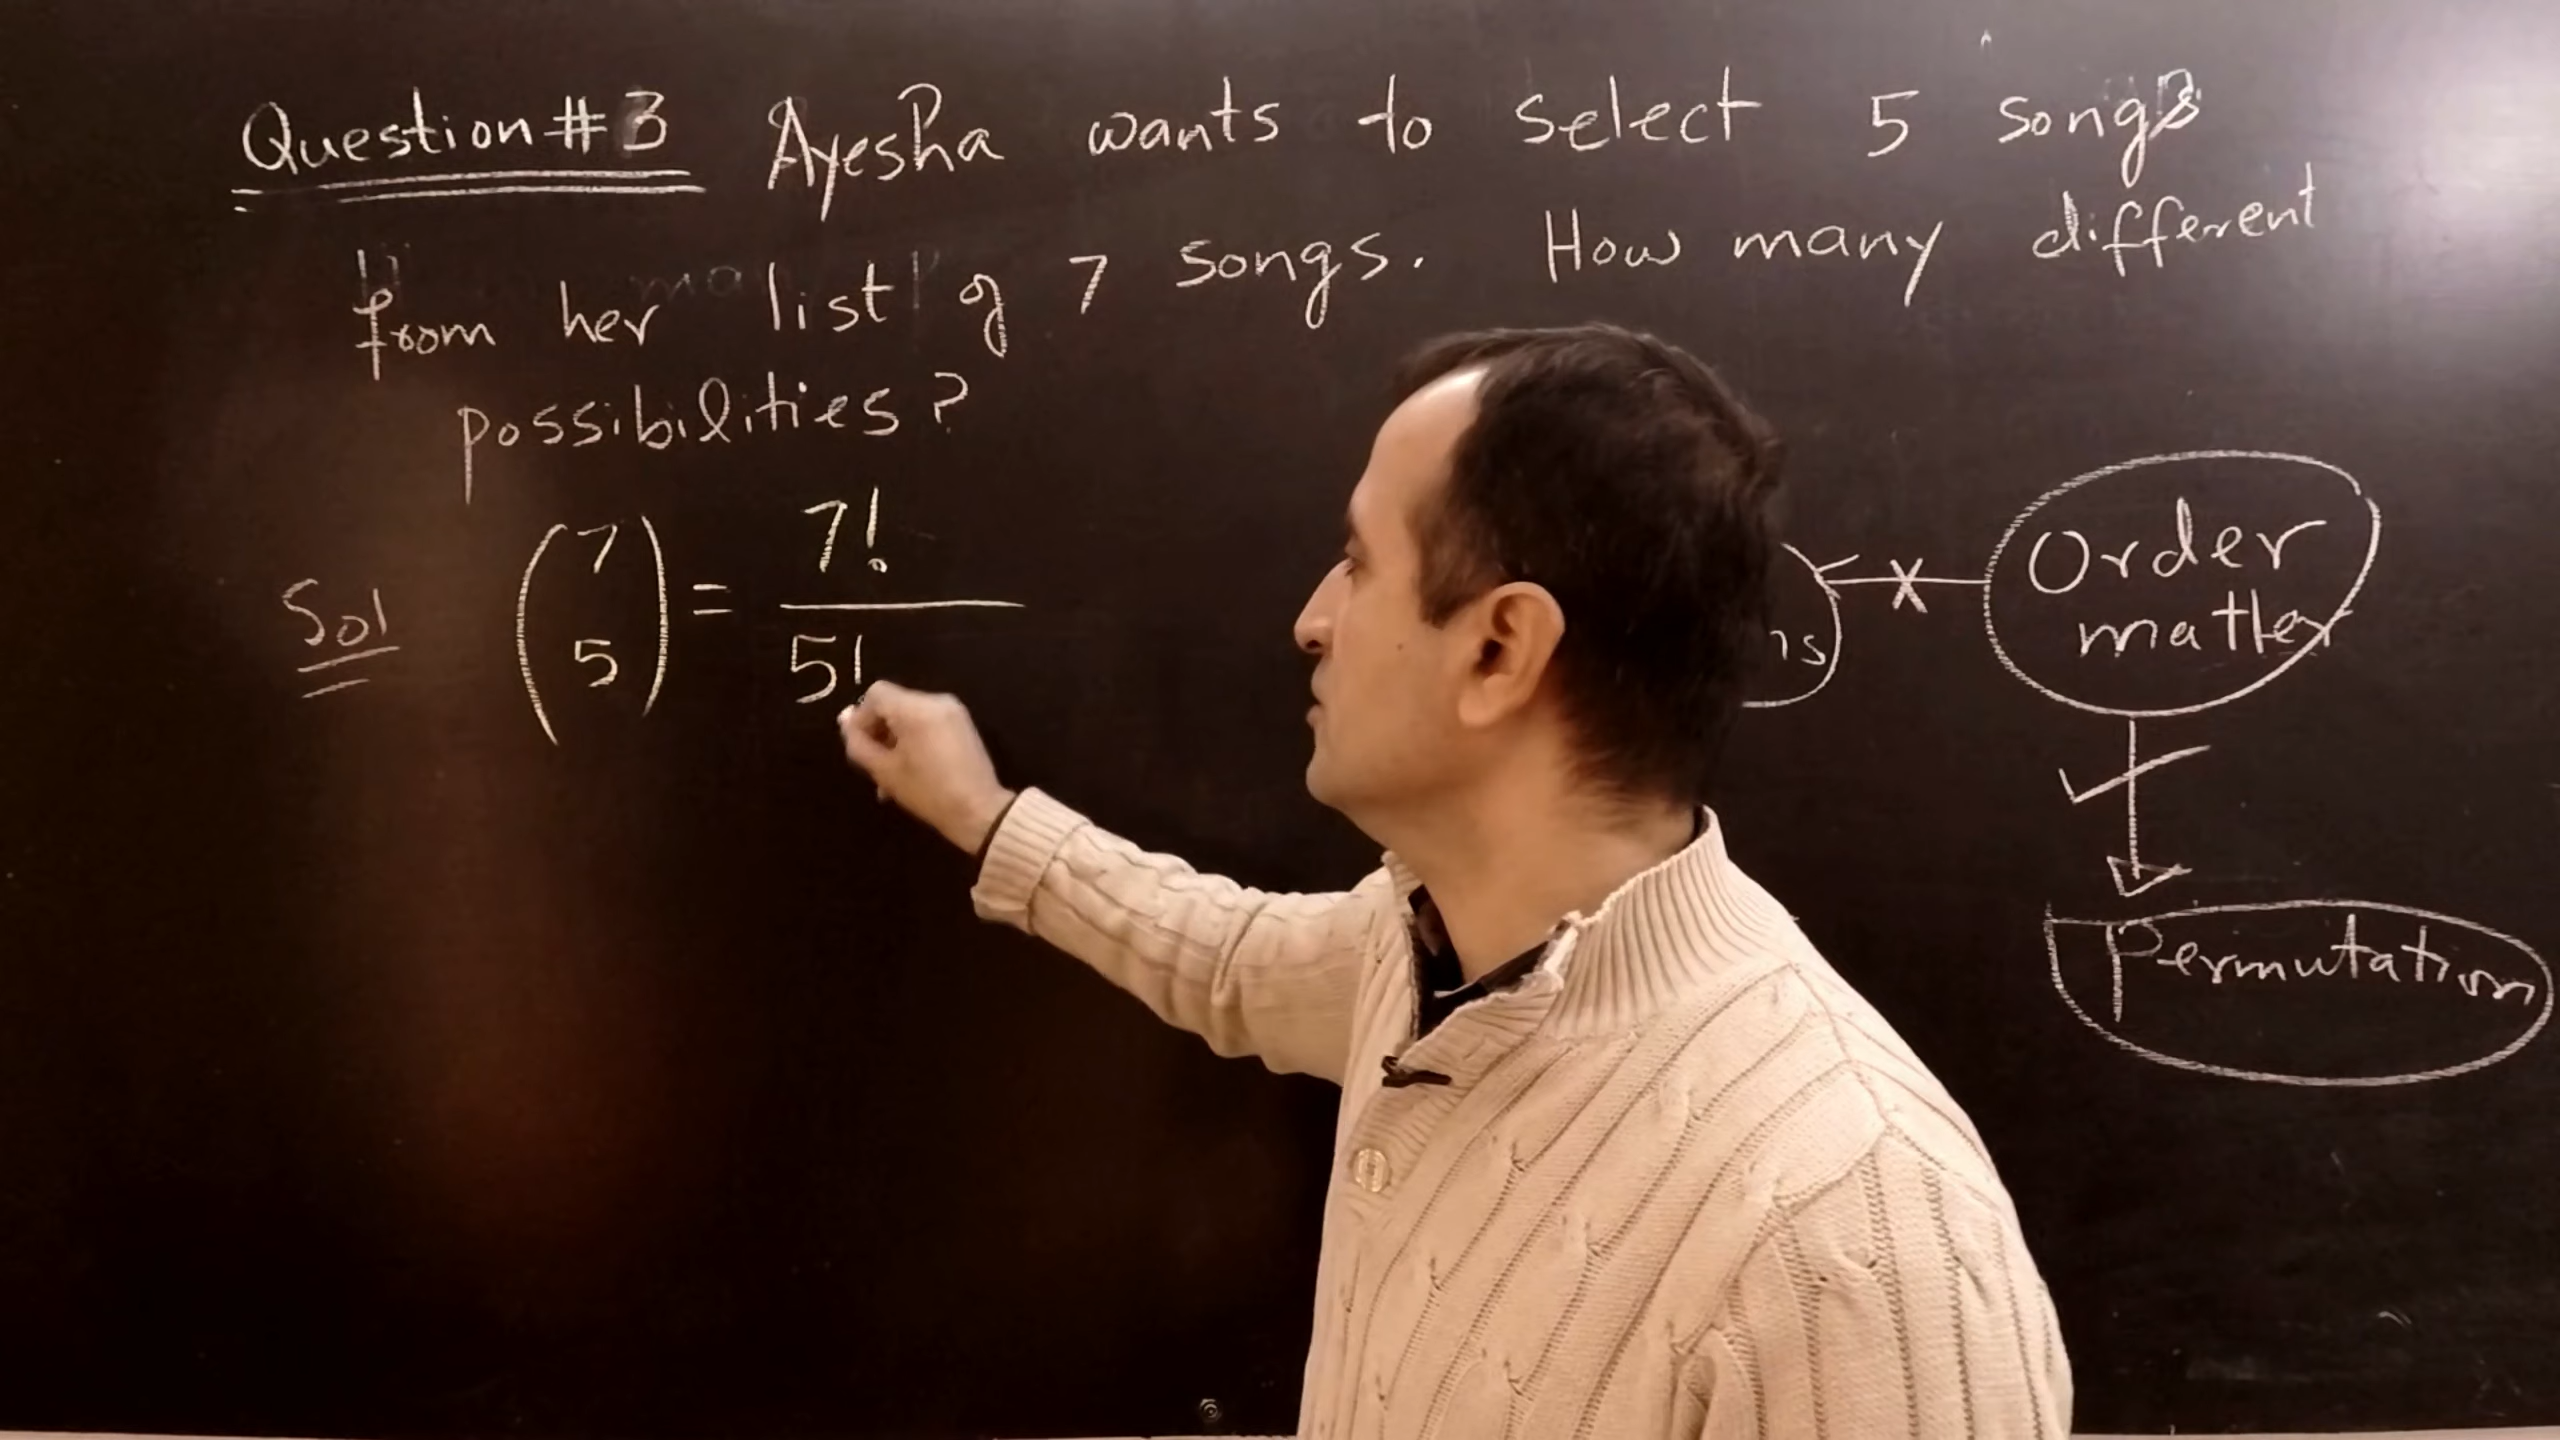 Question #3 Ayesha wants to select 5 songs
from her list of 7 songs. How many different
possibilities?
Sol (7 5) = 7! / 5!
Order
matter
Permutation